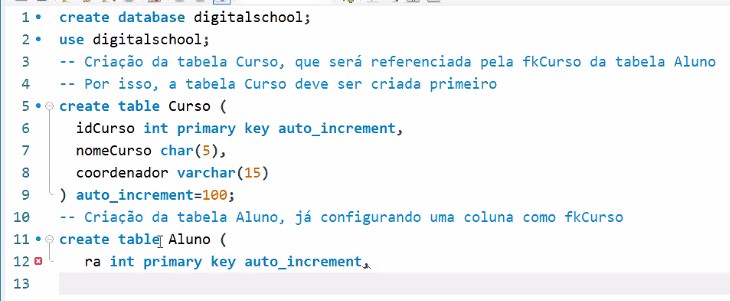 1 create database digitalschool;
2 use digitalschool;
3 -- Criação da tabela Curso, que será referenciada pela fkCurso da tabela Aluno
4 -- Por isso, a tabela Curso deve ser criada primeiro
5 create table Curso (
6 idCurso int primary key auto_increment,
7 nomeCurso char(5),
8 coordenador varchar(15)
9 ) auto_increment=100;
10 -- Criação da tabela Aluno, já configurando uma coluna como fkCurso
11 create table Aluno (
12 ra int primary key auto_increment,
13